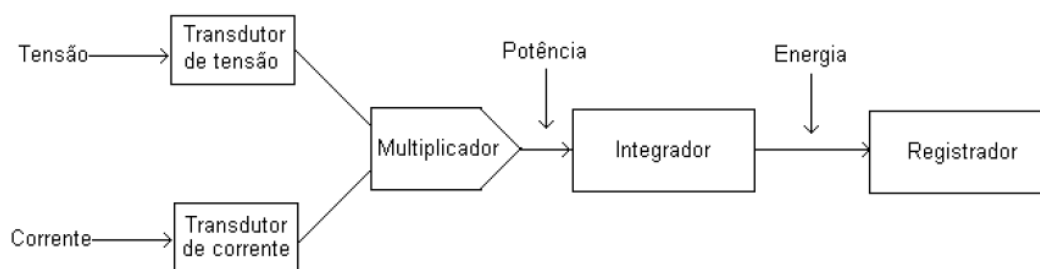 Tensão
Transdutor
de tensão
Potência
Energia
Multiplicador
Integrador
Registrador
Corrente
Transdutor
de corrente